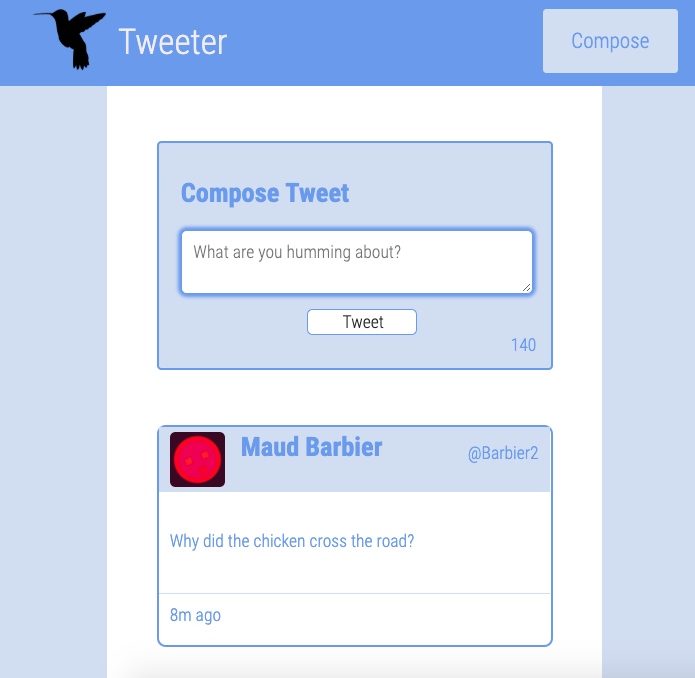 Tweeter
Compose
Compose Tweet
What are you humming about?
Tweet
140
Maud Barbier
@Barbier2
Why did the chicken cross the road?
8m ago